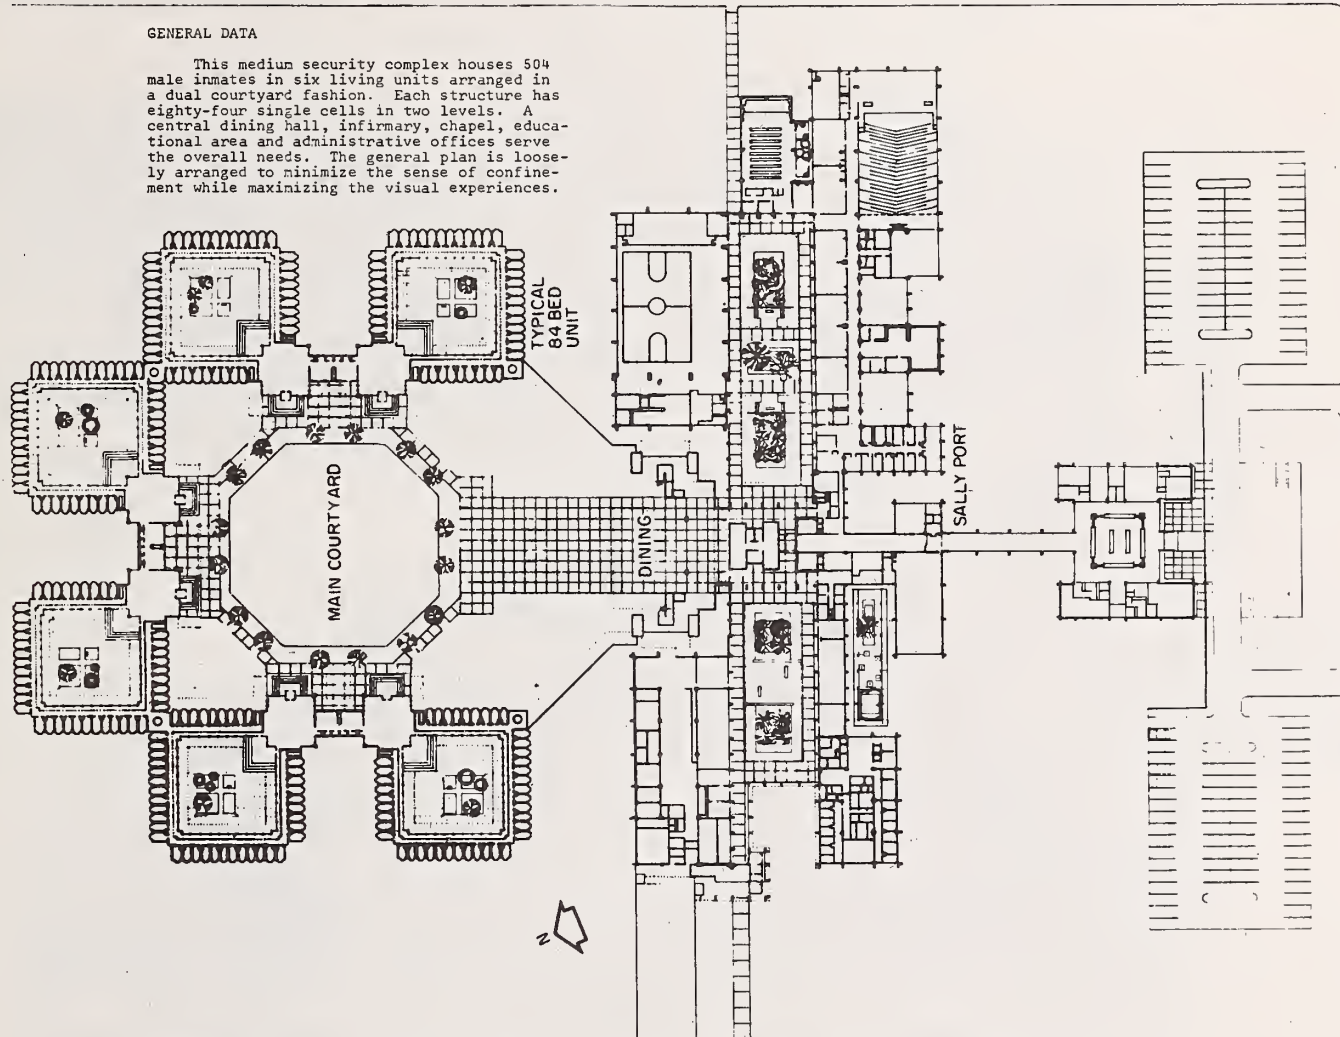 GENERAL DATA
This medium security complex houses 504
male inmates in six living units arranged in
a dual courtyard fashion. Each structure has
eighty-four single cells in two levels. A
central dining hall, infirmary, chapel, educa-
tional area and administrative offices serve
the overall needs. The general plan is loose-
ly arranged to minimize the sense of confine-
ment while maximizing the visual experiences.
TYPICAL
84 BED
UNIT
MAIN COURTYARD
DINING
SALLY PORT
N